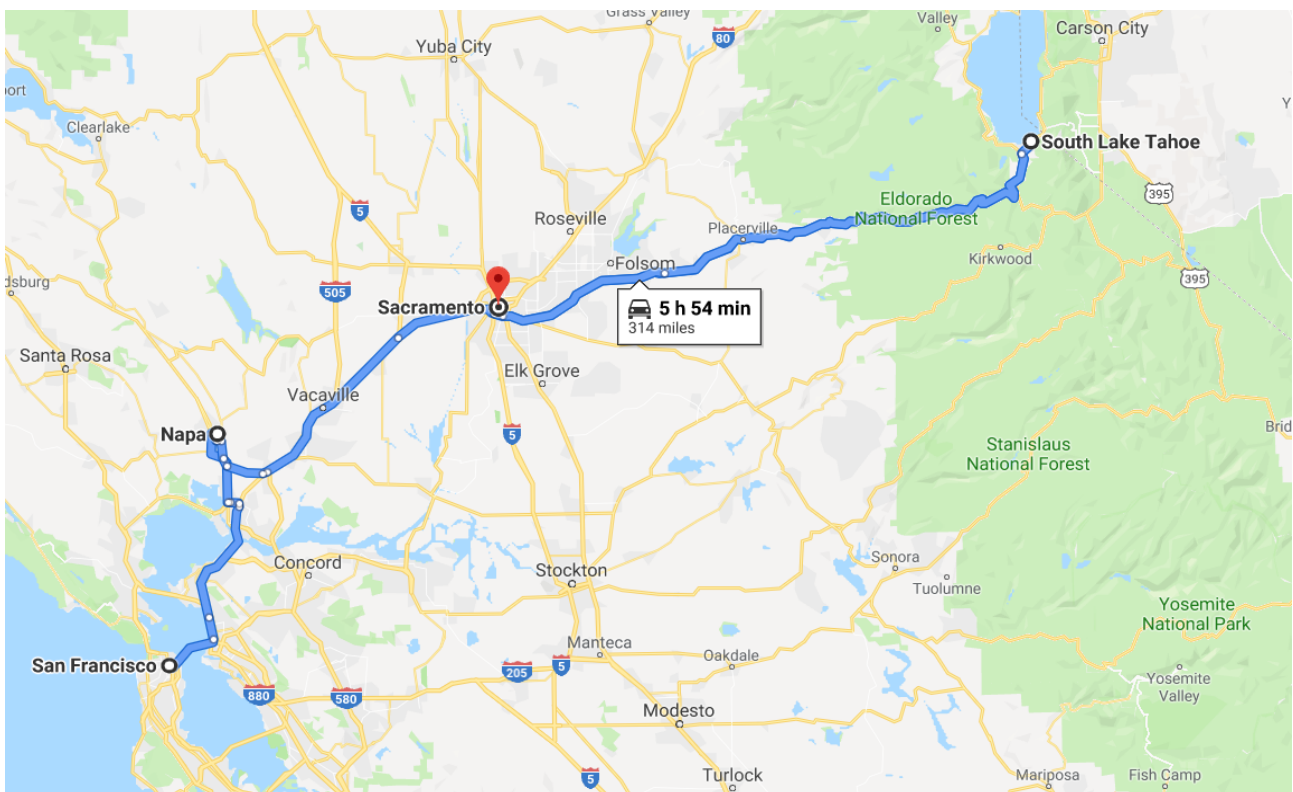 Grass Valley
Valley
Carson City
80
Yuba City
port
Y
Clearlake
South Lake Tahoe
395
5
Eldorado
National Forest
Roseville
Placerville
Kirkwood
Folsom
dsburg
505
395
Sacramento
5 h 54 min
314 miles
Santa Rosa
Elk Grove
Vacaville
Napa
5
Brid
Stanislaus
National Forest
Concord
Sonora
Stockton
Tuolumne
Yosemite
National Park
Manteca
San Francisco
205
5
Oakdale
880
580
Yosemite
Valley
Modesto
5
Turlock
Mariposa
Fish Camp